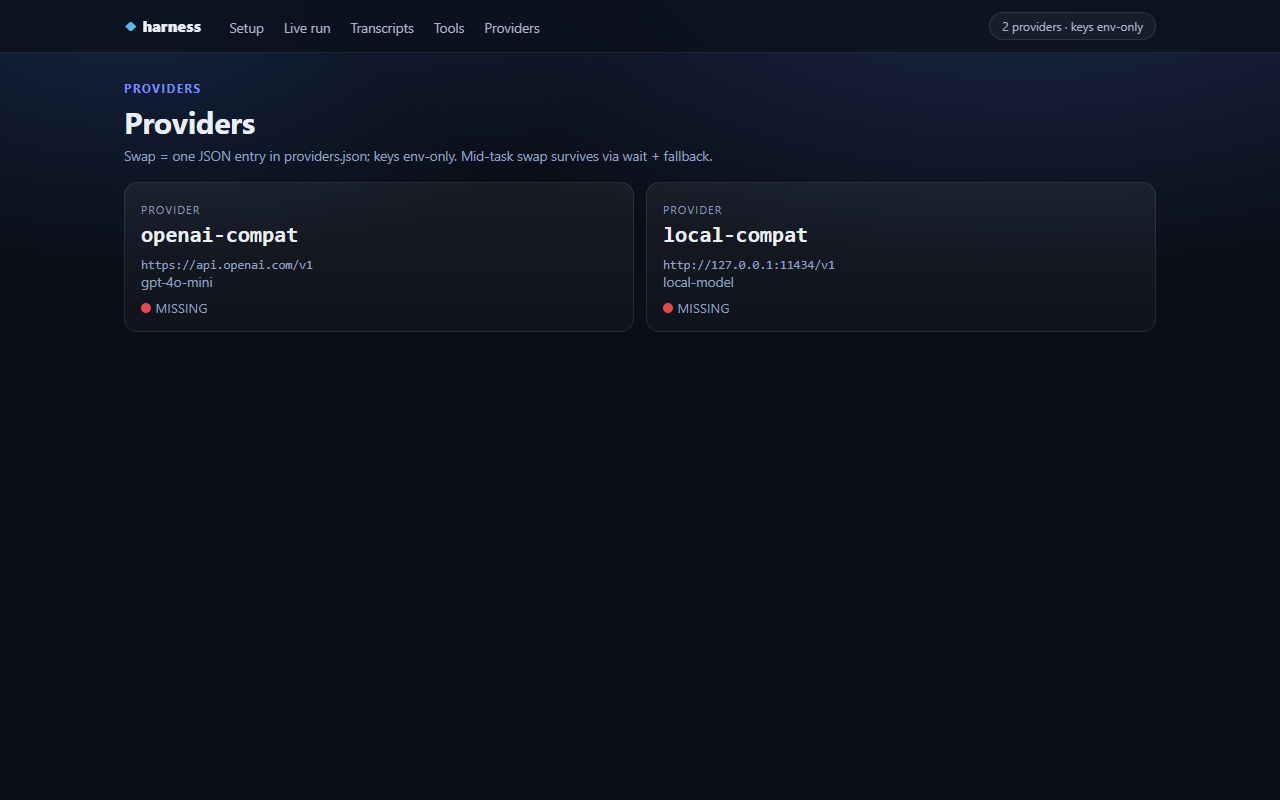 harness
Setup
Live run
Transcripts
Tools
Providers
2 providers · keys env-only
PROVIDERS
Providers
Swap = one JSON entry in providers.json; keys env-only. Mid-task swap survives via wait + fallback.
PROVIDER
openai-compat
https://api.openai.com/v1
gpt-4o-mini
MISSING
PROVIDER
local-compat
http://127.0.0.1:11434/v1
local-model
MISSING